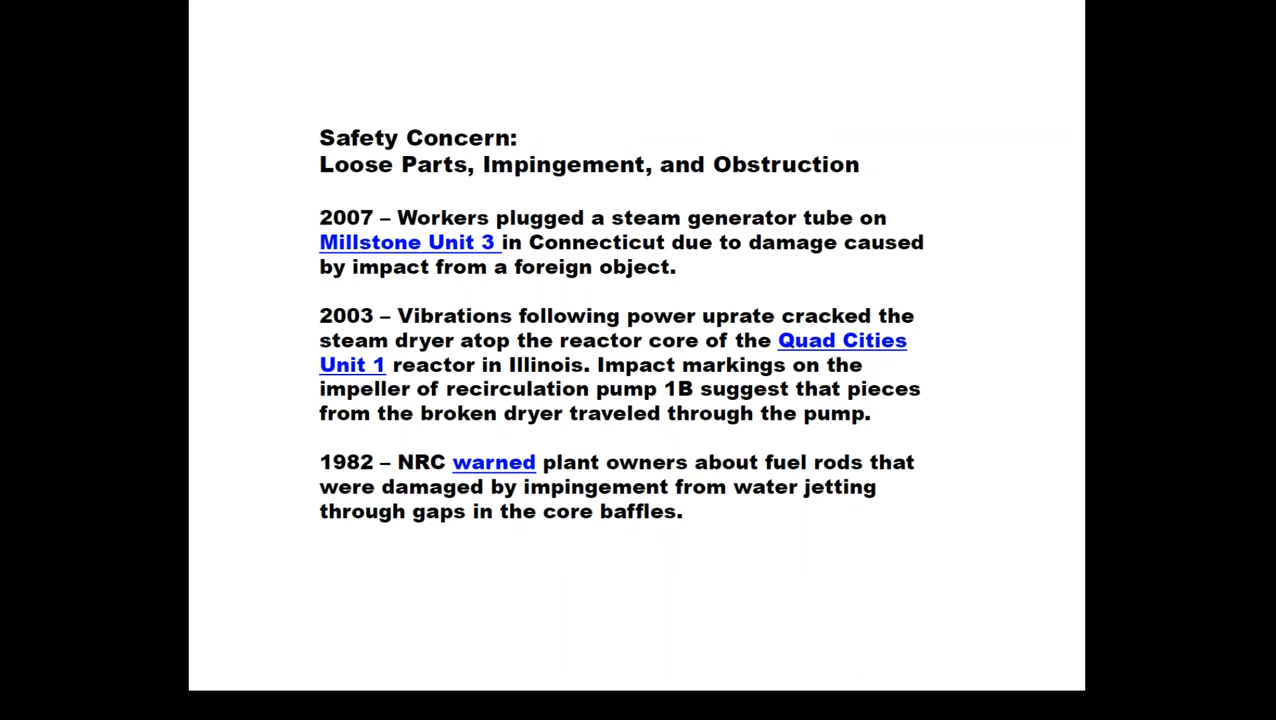 Safety Concern:
Loose Parts, Impingement, and Obstruction
2007 – Workers plugged a steam generator tube on
Millstone Unit 3 in Connecticut due to damage caused
by impact from a foreign object.
2003 – Vibrations following power uprate cracked the
steam dryer atop the reactor core of the Quad Cities
Unit 1 reactor in Illinois. Impact markings on the
impeller of recirculation pump 1B suggest that pieces
from the broken dryer traveled through the pump.
1982 – NRC warned plant owners about fuel rods that
were damaged by impingement from water jetting
through gaps in the core baffles.